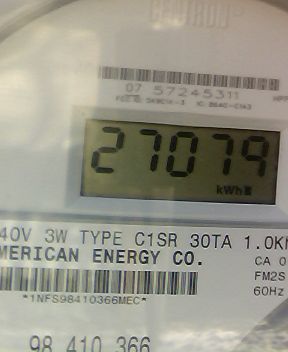 CENTRON
07 57245311
27079
kWh
40V 3W TYPE C1SR 30TA 1.0K
MERICAN ENERGY CO.
CA 0
FM2S
60Hz
*1NFS98410366MEC*
98 410 366